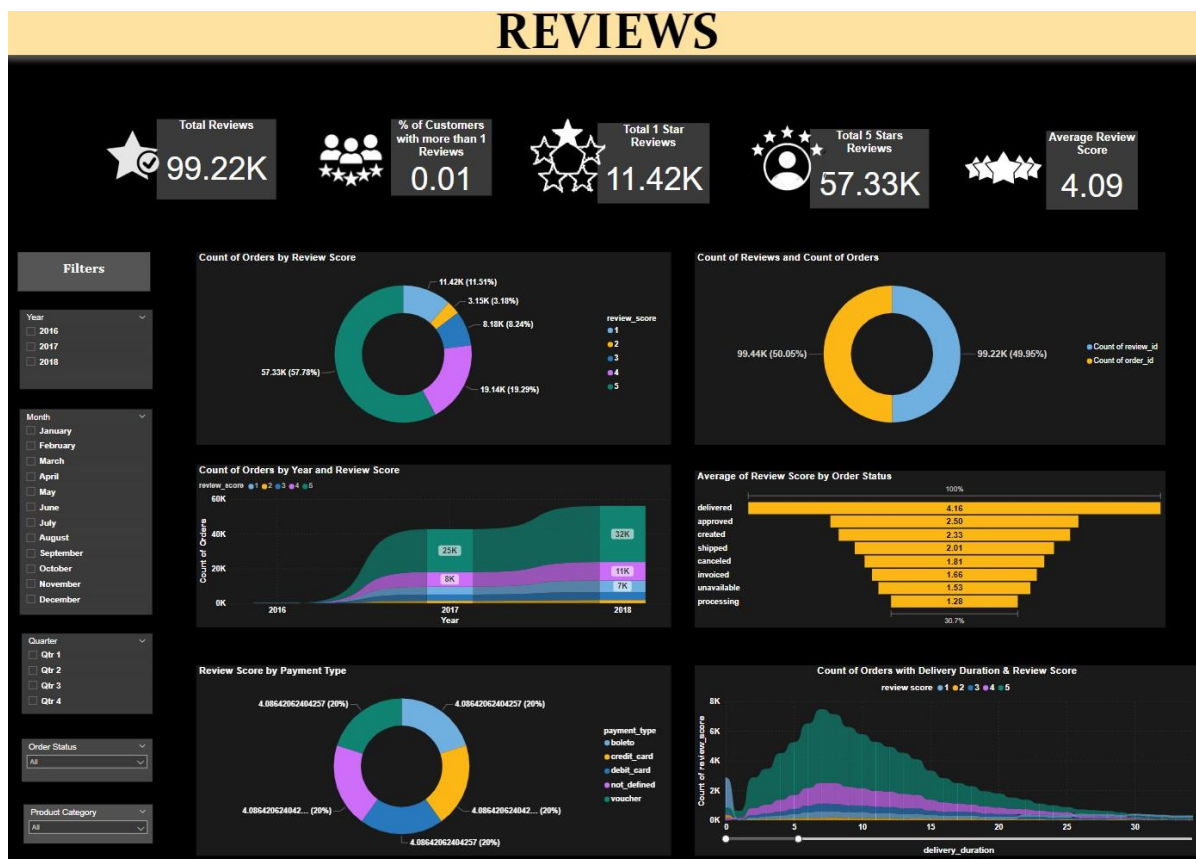 REVIEWS
Total Reviews
99.22K
% of Customers
with more than 1
Reviews
0.01
Total 1 Star
Reviews
11.42K
Total 5 Stars
Reviews
57.33K
Average Review
Score
4.09
Filters
Year
2016
2017
2018
Month
January
February
March
April
May
June
July
August
September
October
November
December
Quarter
Qtr 1
Qtr 2
Qtr 3
Qtr 4
Order Status
All
Product Category
All
Count of Orders by Review Score
11.42K (11.51%)
3.15K (3.18%)
8.18K (8.24%)
19.14K (19.29%)
57.33K (57.78%)
review_score
1
2
3
4
5
Count of Reviews and Count of Orders
99.44K (50.05%)
99.22K (49.95%)
Count of review_id
Count of order_id
Count of Orders by Year and Review Score
review_score 1 2 3 4 5
60K
40K
20K
0K
Count of Orders
25K
8K
32K
11K
7K
2016
2017
2018
Year
Average of Review Score by Order Status
100%
delivered 4.16
approved 2.50
created 2.33
shipped 2.01
canceled 1.81
invoiced 1.66
unavailable 1.53
processing 1.28
30.7%
Review Score by Payment Type
4.08642062404257 (20%)
4.08642062404257 (20%)
4.086420624042... (20%)
4.086420624042... (20%)
4.08642062404257 (20%)
payment_type
boleto
credit_card
debit_card
not_defined
voucher
Count of Orders with Delivery Duration & Review Score
review score 1 2 3 4 5
8K
6K
4K
2K
0K
Count of review_score
0 5 10 15 20 25 30
delivery_duration